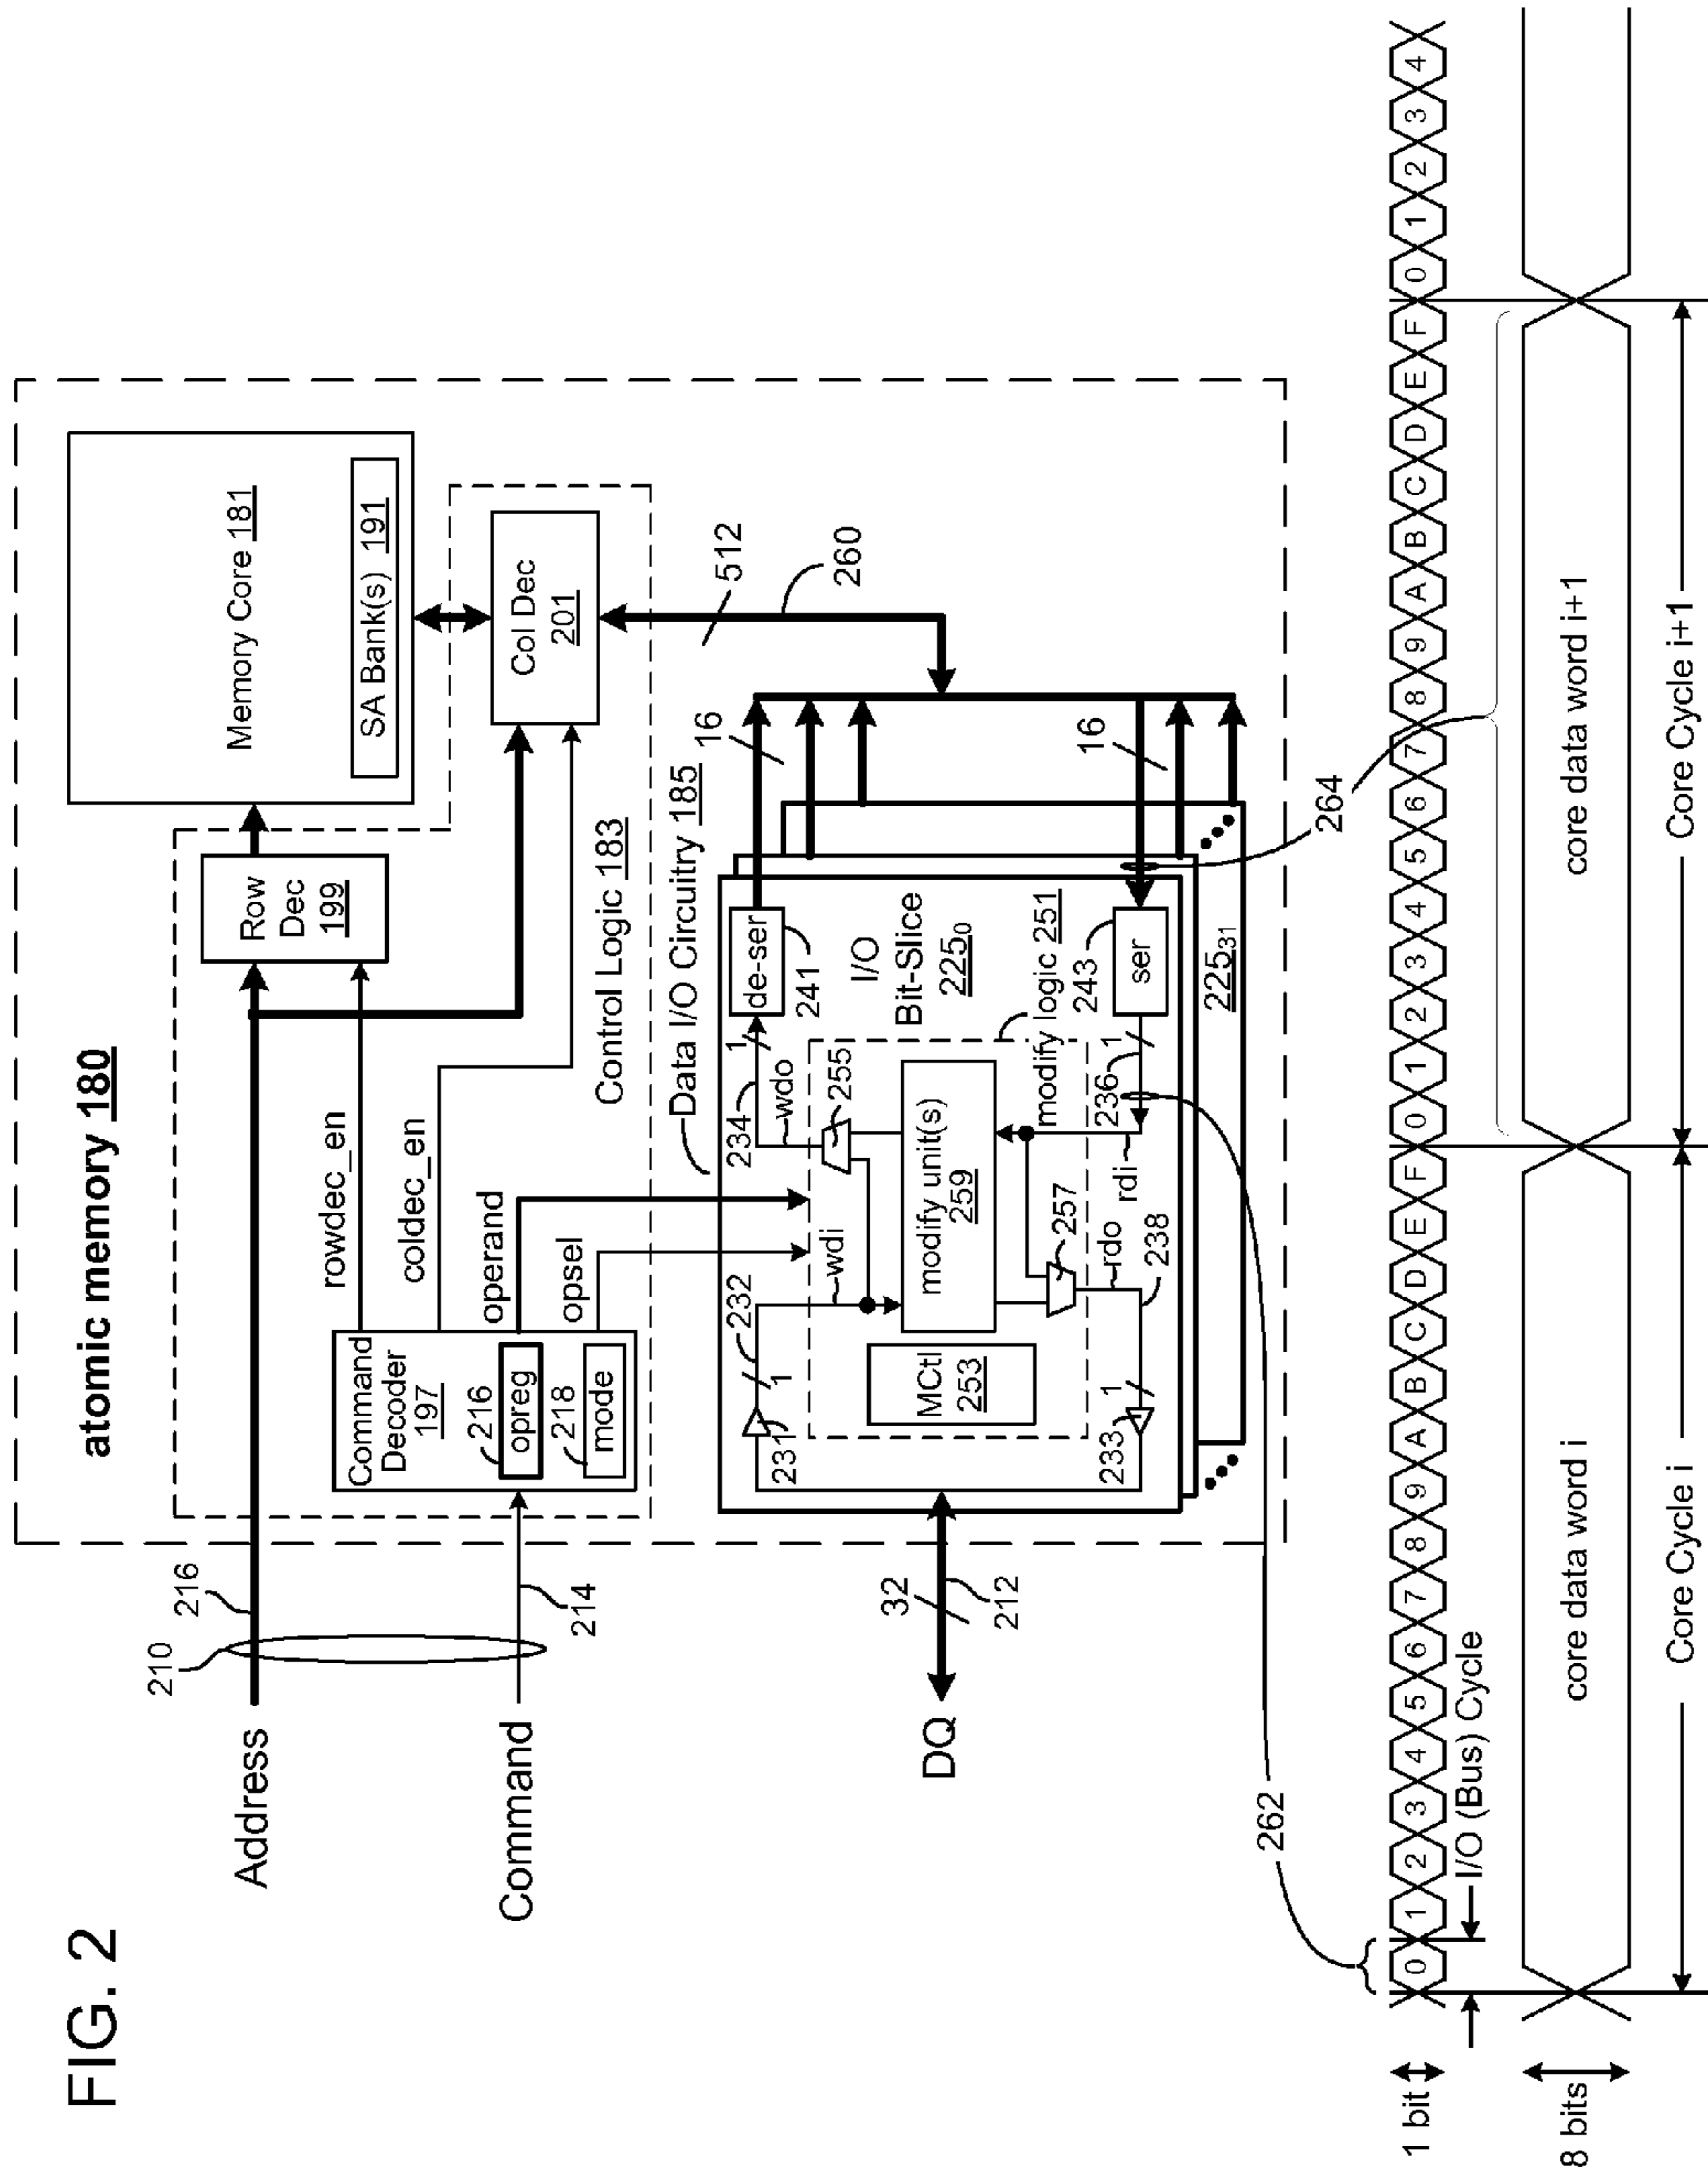 FIG. 2
atomic memory 180
Address
216
210
Command
214
Row
Dec
199
Memory Core 181
SA Bank(s) 191
rowdec_en
coldec_en
Command
Decoder
197
216
opreg
218
mode
operand
opsel
Control Logic 183
Col Dec
201
512
260
Data I/O Circuitry 185
DQ
32
212
231
1
232
wdi
234
wdo
1
255
de-ser
241
16
I/O
Bit-Slice
225₀
MCtl
253
modify unit(s)
259
modify logic 251
243
ser
16
233
1
238
rdo
257
rdi
236
1
225₃₁
262
264
1 bit
0 1 2 3 4 5 6 7 8 9 A B C D E F 0 1 2 3 4 5 6 7 8 9 A B C D E F 0 1 2 3 4
I/O (Bus) Cycle
8 bits
core data word i
core data word i+1
Core Cycle i
Core Cycle i+1